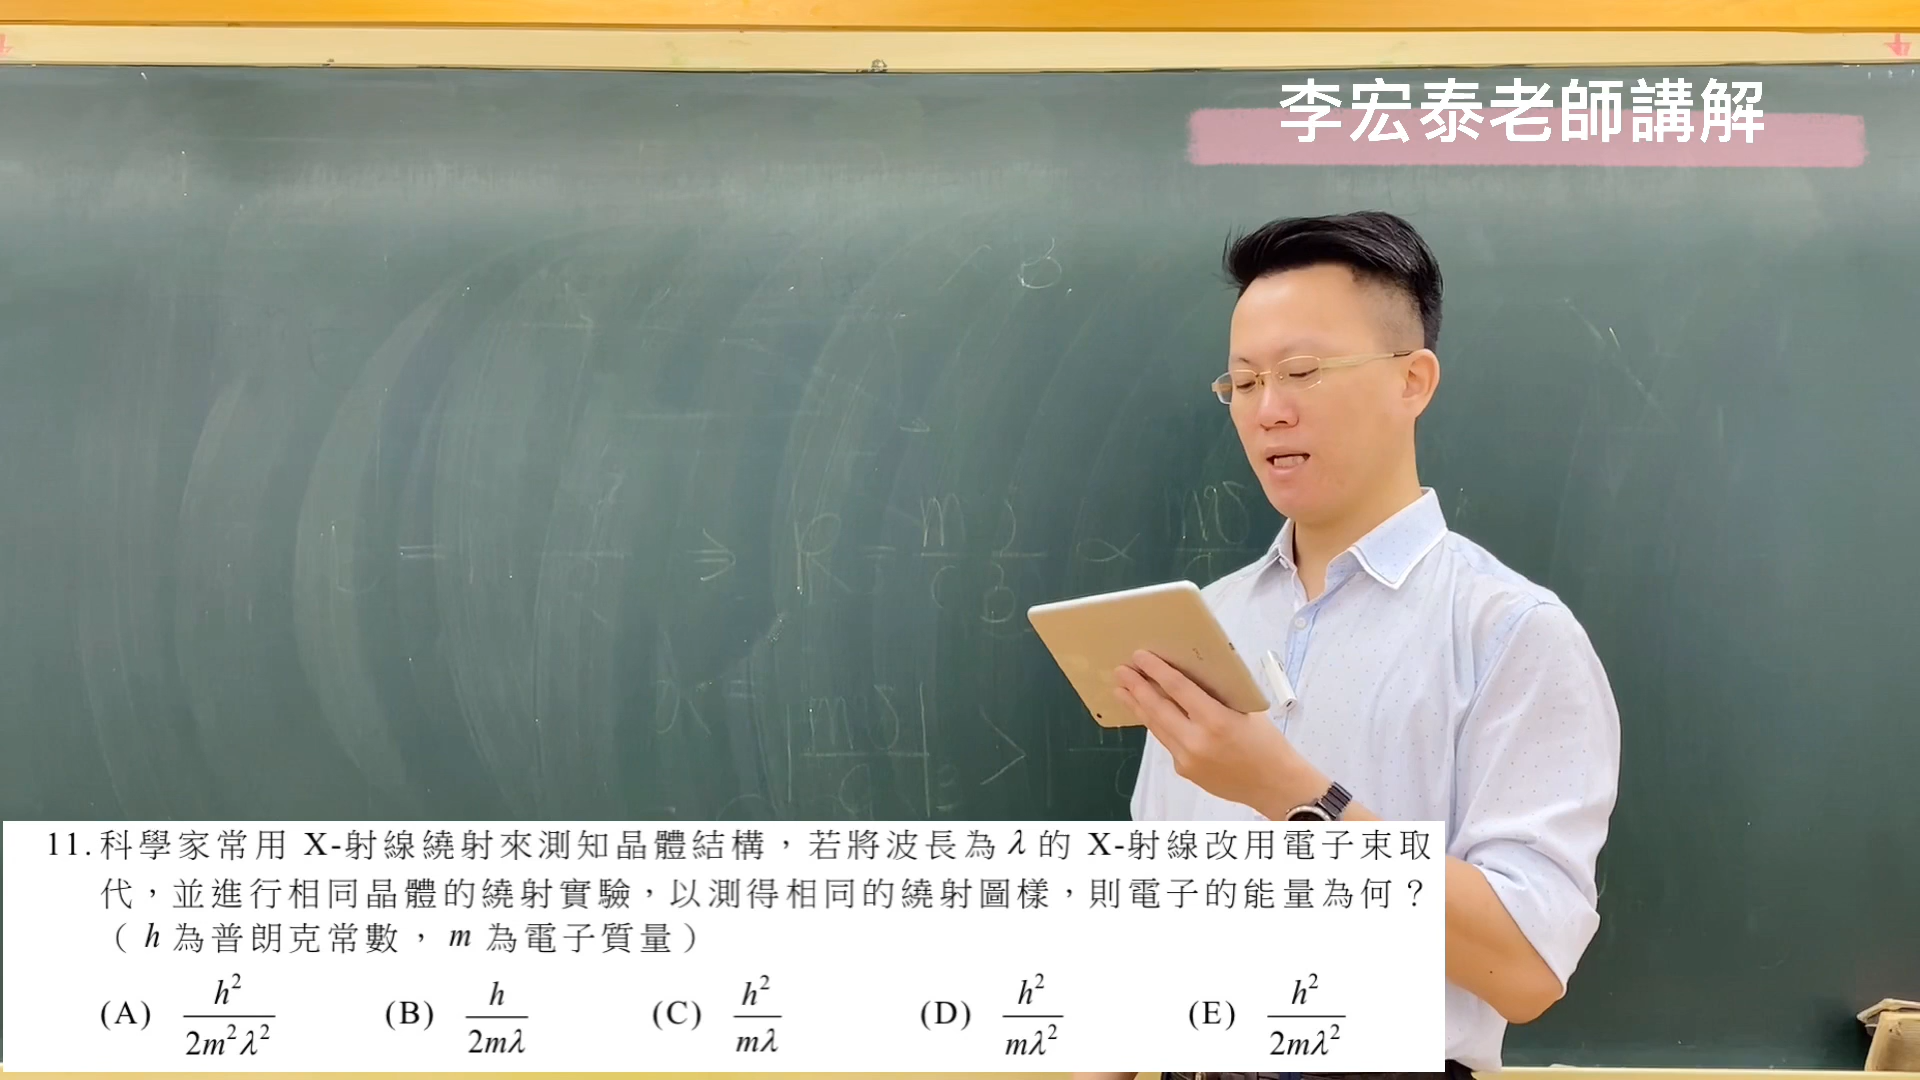 李宏泰老師講解
⇒ R = m v / c B ∝ mv
11.科學家常用 X-射線繞射來測知晶體結構，若將波長為 λ 的 X-射線改用電子束取
代，並進行相同晶體的繞射實驗，以測得相同的繞射圖樣，則電子的能量為何？
（ h 為普朗克常數， m 為電子質量）
(A) h²/2m²λ² (B) h/2mλ (C) h²/mλ (D) h²/mλ² (E) h²/2mλ²